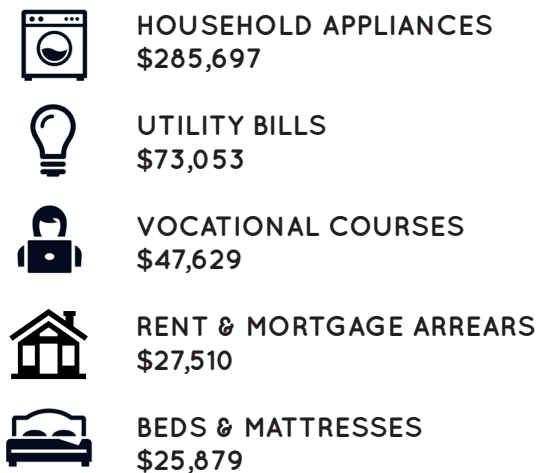 HOUSEHOLD APPLIANCES
$285,697
UTILITY BILLS
$73,053
VOCATIONAL COURSES
$47,629
RENT & MORTGAGE ARREARS
$27,510
BEDS & MATTRESSES
$25,879